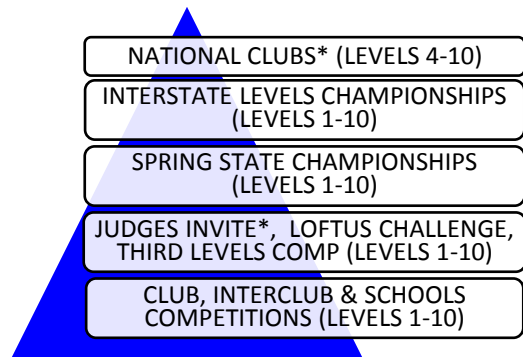 NATIONAL CLUBS* (LEVELS 4-10)
INTERSTATE LEVELS CHAMPIONSHIPS
(LEVELS 1-10)
SPRING STATE CHAMPIONSHIPS
(LEVELS 1-10)
JUDGES INVITE*, LOFTUS CHALLENGE,
THIRD LEVELS COMP (LEVELS 1-10)
CLUB, INTERCLUB & SCHOOLS
COMPETITIONS (LEVELS 1-10)